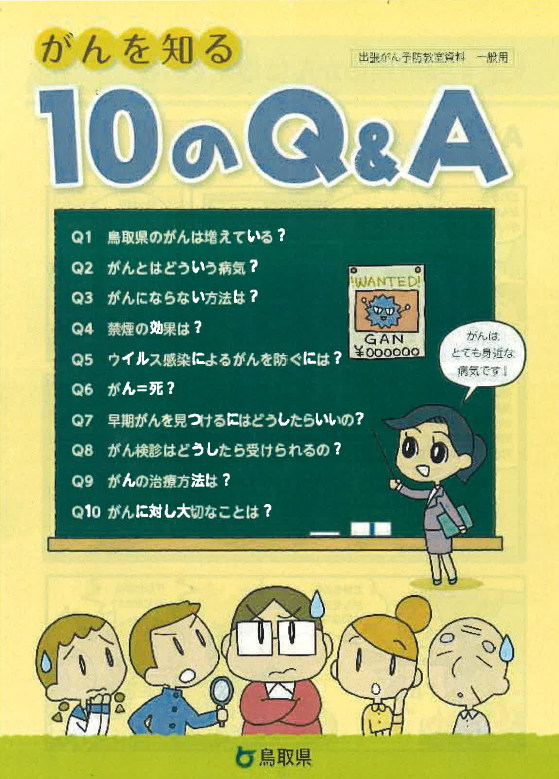 がんを知る
出張がん予防教室資料 一般用
10のQ&A
Q1 鳥取県のがんは増えている?
Q2 がんとはどういう病気?
Q3 がんにならない方法は?
Q4 禁煙の効果は?
Q5 ウイルス感染によるがんを防ぐには?
Q6 がん=死?
Q7 早期がんを見つけるにはどうしたらいいの?
Q8 がん検診はどうしたら受けられるの?
Q9 がんの治療方法は?
Q10 がんに対し大切なことは?
WANTED!
GAN
¥000000
がんは
とても身近な
病気です!
鳥取県